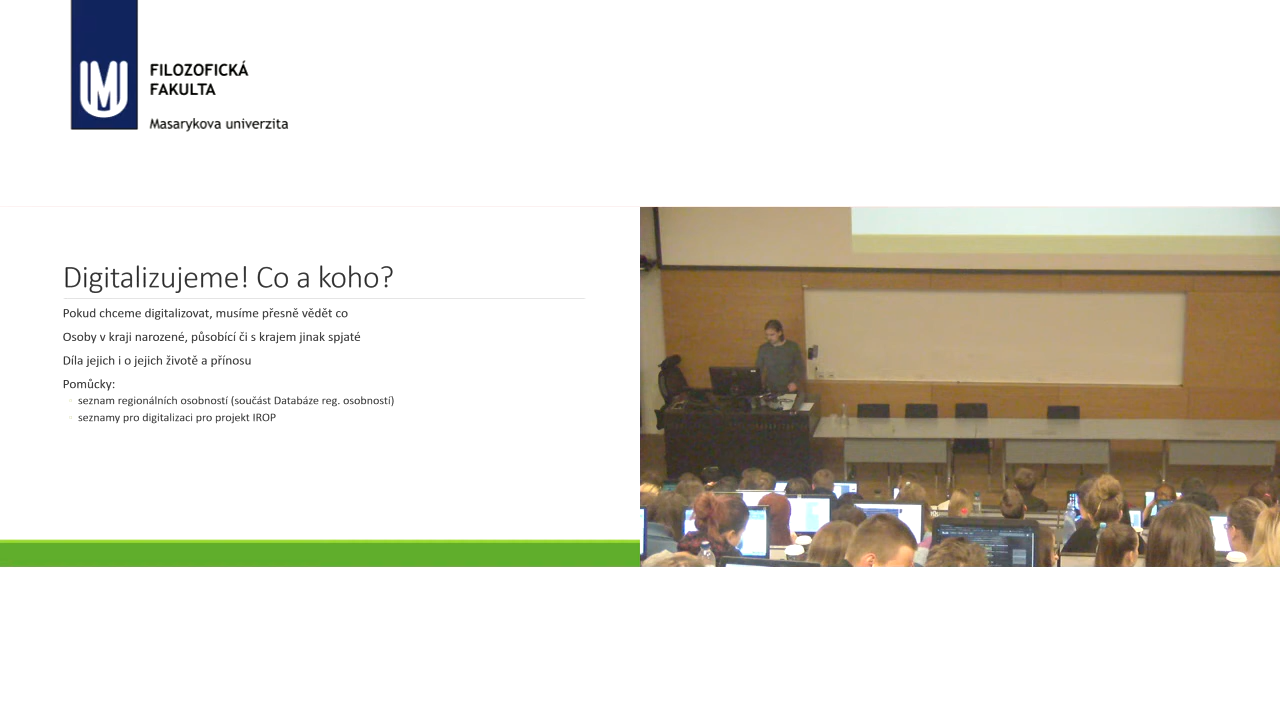 FILOZOFICKÁ
FAKULTA
Masarykova univerzita
Digitalizujeme! Co a koho?
Pokud chceme digitalizovat, musíme přesně vědět co
Osoby v kraji narozené, působící či s krajem jinak spjaté
Díla jejich i o jejich životě a přínosu
Pomůcky:
seznam regionálních osobností (součást Databáze reg. osobností)
seznamy pro digitalizaci pro projekt IROP